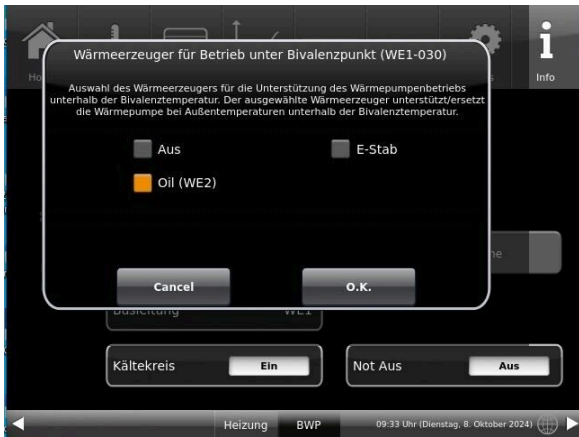 Info
Wärmeerzeuger für Betrieb unter Bivalenzpunkt (WE1-030)
Auswahl des Wärmeerzeugers für die Unterstützung des Wärmepumpenbetriebs
unterhalb der Bivalenztemperatur. Der ausgewählte Wärmeerzeuger unterstützt/ersetzt
die Wärmepumpe bei Außentemperaturen unterhalb der Bivalenztemperatur.
Aus
E-Stab
Oil (WE2)
Cancel
O.K.
WE1
Kältekreis
Ein
Not Aus
Aus
Heizung
BWP
09:33 Uhr (Dienstag, 8. Oktober 2024)